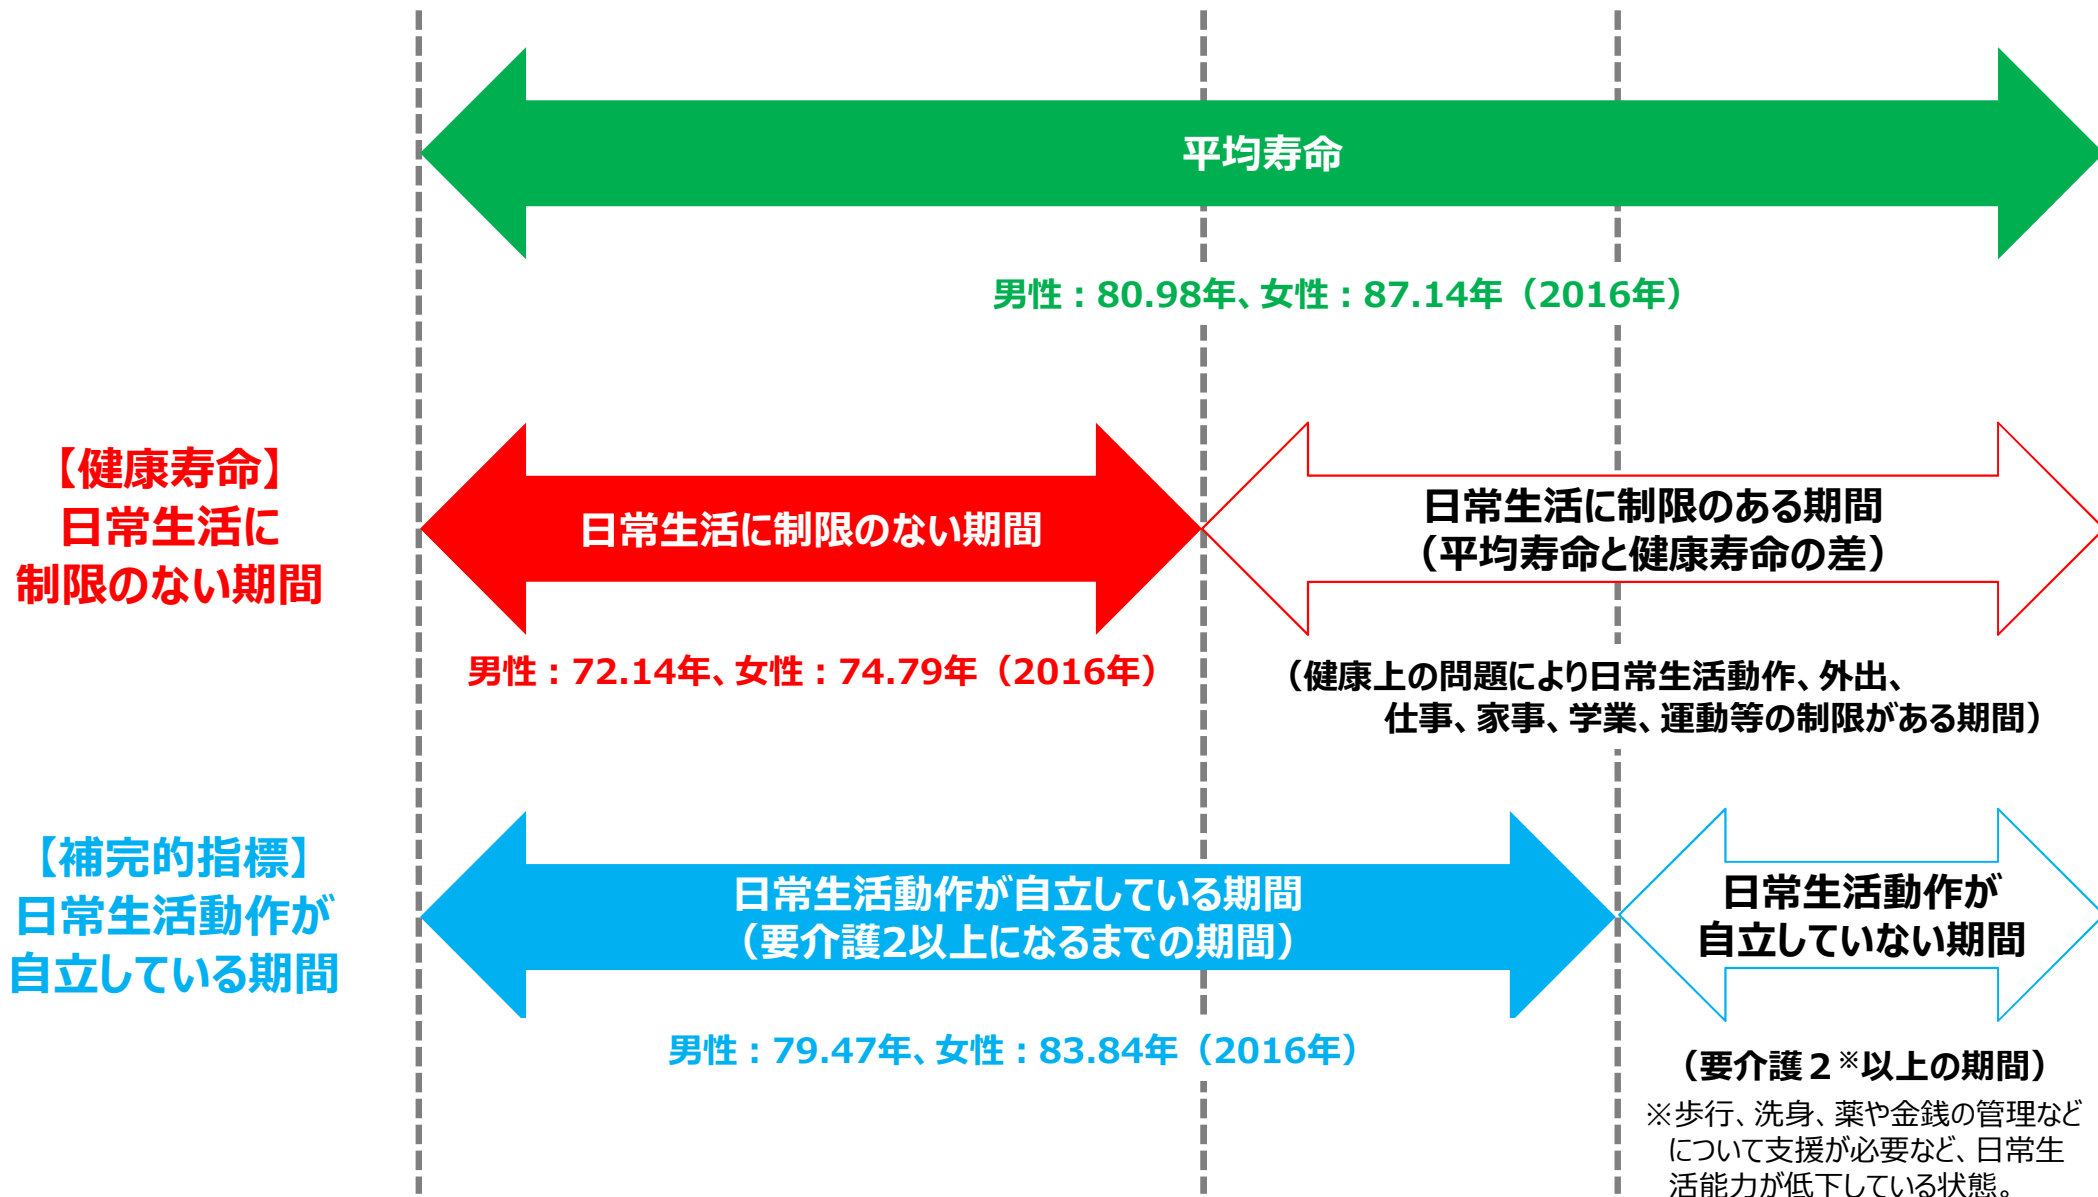 平均寿命
男性:80.98年、女性:87.14年(2016年)
【健康寿命】
日常生活に
制限のない期間
日常生活に制限のない期間
男性:72.14年、女性:74.79年(2016年)
日常生活に制限のある期間
(平均寿命と健康寿命の差)
(健康上の問題により日常生活動作、外出、
仕事、家事、学業、運動等の制限がある期間)
【補完的指標】
日常生活動作が
自立している期間
日常生活動作が自立している期間
(要介護2以上になるまでの期間)
男性:79.47年、女性:83.84年(2016年)
日常生活動作が
自立していない期間
(要介護2※以上の期間)
※歩行、洗身、薬や金銭の管理など
について支援が必要など、日常生
活能力が低下している状態。